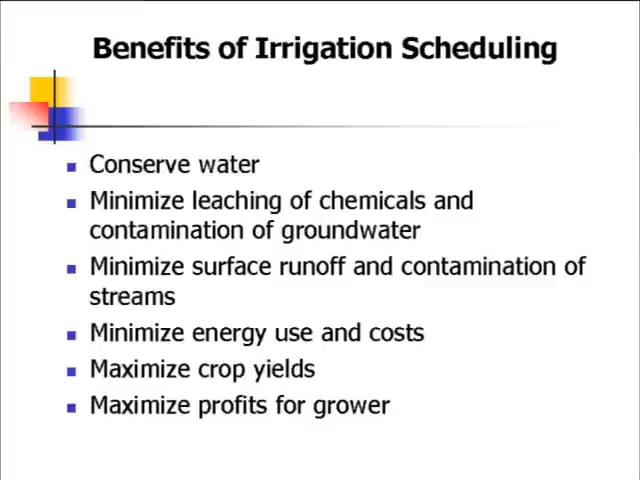 Benefits of Irrigation Scheduling
Conserve water
Minimize leaching of chemicals and
contamination of groundwater
Minimize surface runoff and contamination of
streams
Minimize energy use and costs
Maximize crop yields
Maximize profits for grower